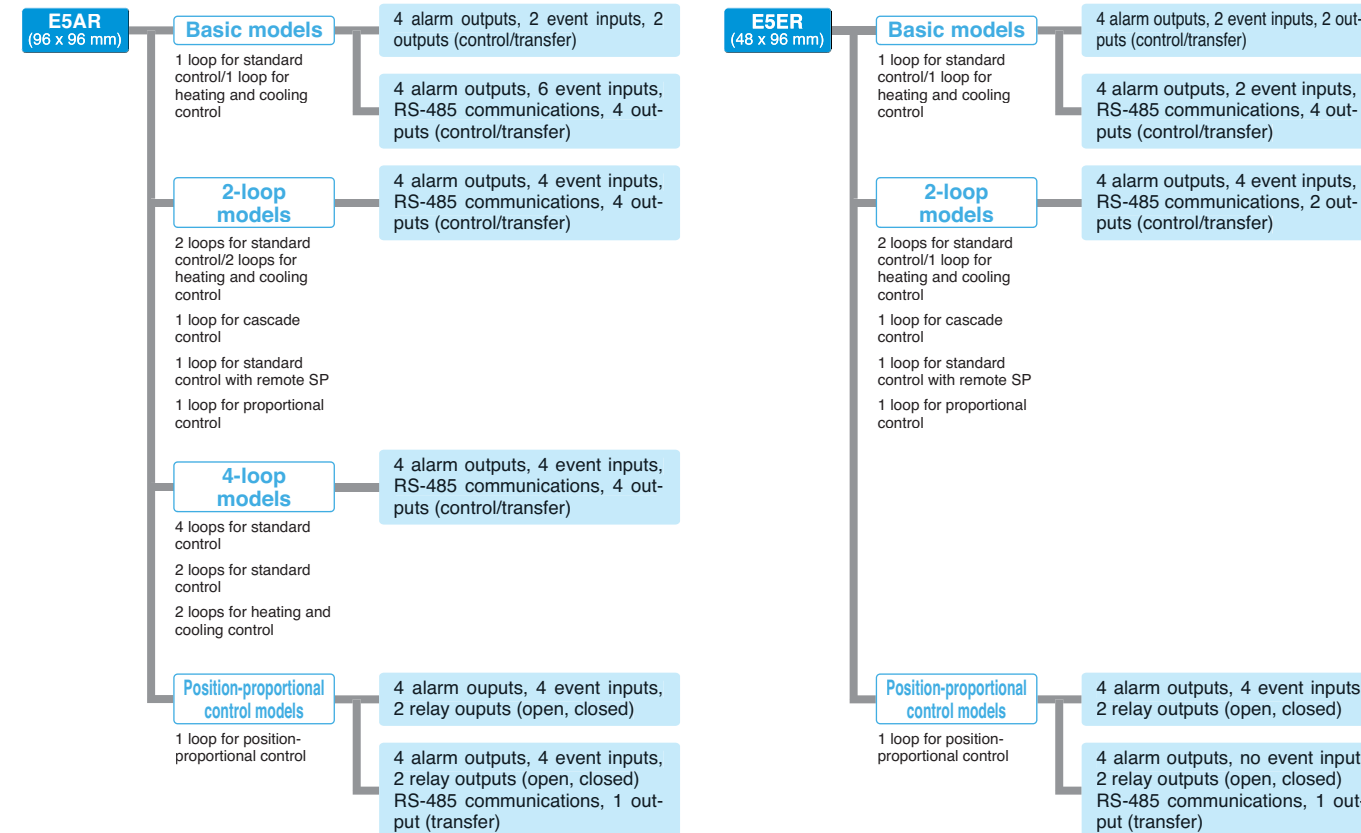 E5AR
(96 x 96 mm)
Basic models
1 loop for standard
control/1 loop for
heating and cooling
control
4 alarm outputs, 2 event inputs, 2
outputs (control/transfer)
4 alarm outputs, 6 event inputs,
RS-485 communications, 4 out-
puts (control/transfer)
2-loop
models
2 loops for standard
control/2 loops for
heating and cooling
control
1 loop for cascade
control
1 loop for standard
control with remote SP
1 loop for proportional
control
4 alarm outputs, 4 event inputs,
RS-485 communications, 4 out-
puts (control/transfer)
4-loop
models
4 loops for standard
control
2 loops for standard
control
2 loops for heating and
cooling control
4 alarm outputs, 4 event inputs,
RS-485 communications, 4 out-
puts (control/transfer)
Position-proportional
control models
1 loop for position-
proportional control
4 alarm ouputs, 4 event inputs,
2 relay ouputs (open, closed)
4 alarm outputs, 4 event inputs,
2 relay outputs (open, closed)
RS-485 communications, 1 out-
put (transfer)
E5ER
(48 x 96 mm)
Basic models
1 loop for standard
control/1 loop for
heating and cooling
control
4 alarm outputs, 2 event inputs, 2 out-
puts (control/transfer)
4 alarm outputs, 2 event inputs,
RS-485 communications, 4 out-
puts (control/transfer)
2-loop
models
2 loops for standard
control/1 loop for
heating and cooling
control
1 loop for cascade
control
1 loop for standard
control with remote SP
1 loop for proportional
control
4 alarm outputs, 4 event inputs,
RS-485 communications, 2 out-
puts (control/transfer)
Position-proportional
control models
1 loop for position-
proportional control
4 alarm outputs, 4 event inputs
2 relay outputs (open, closed)
4 alarm outputs, no event input
2 relay outputs (open, closed)
RS-485 communications, 1 out-
put (transfer)